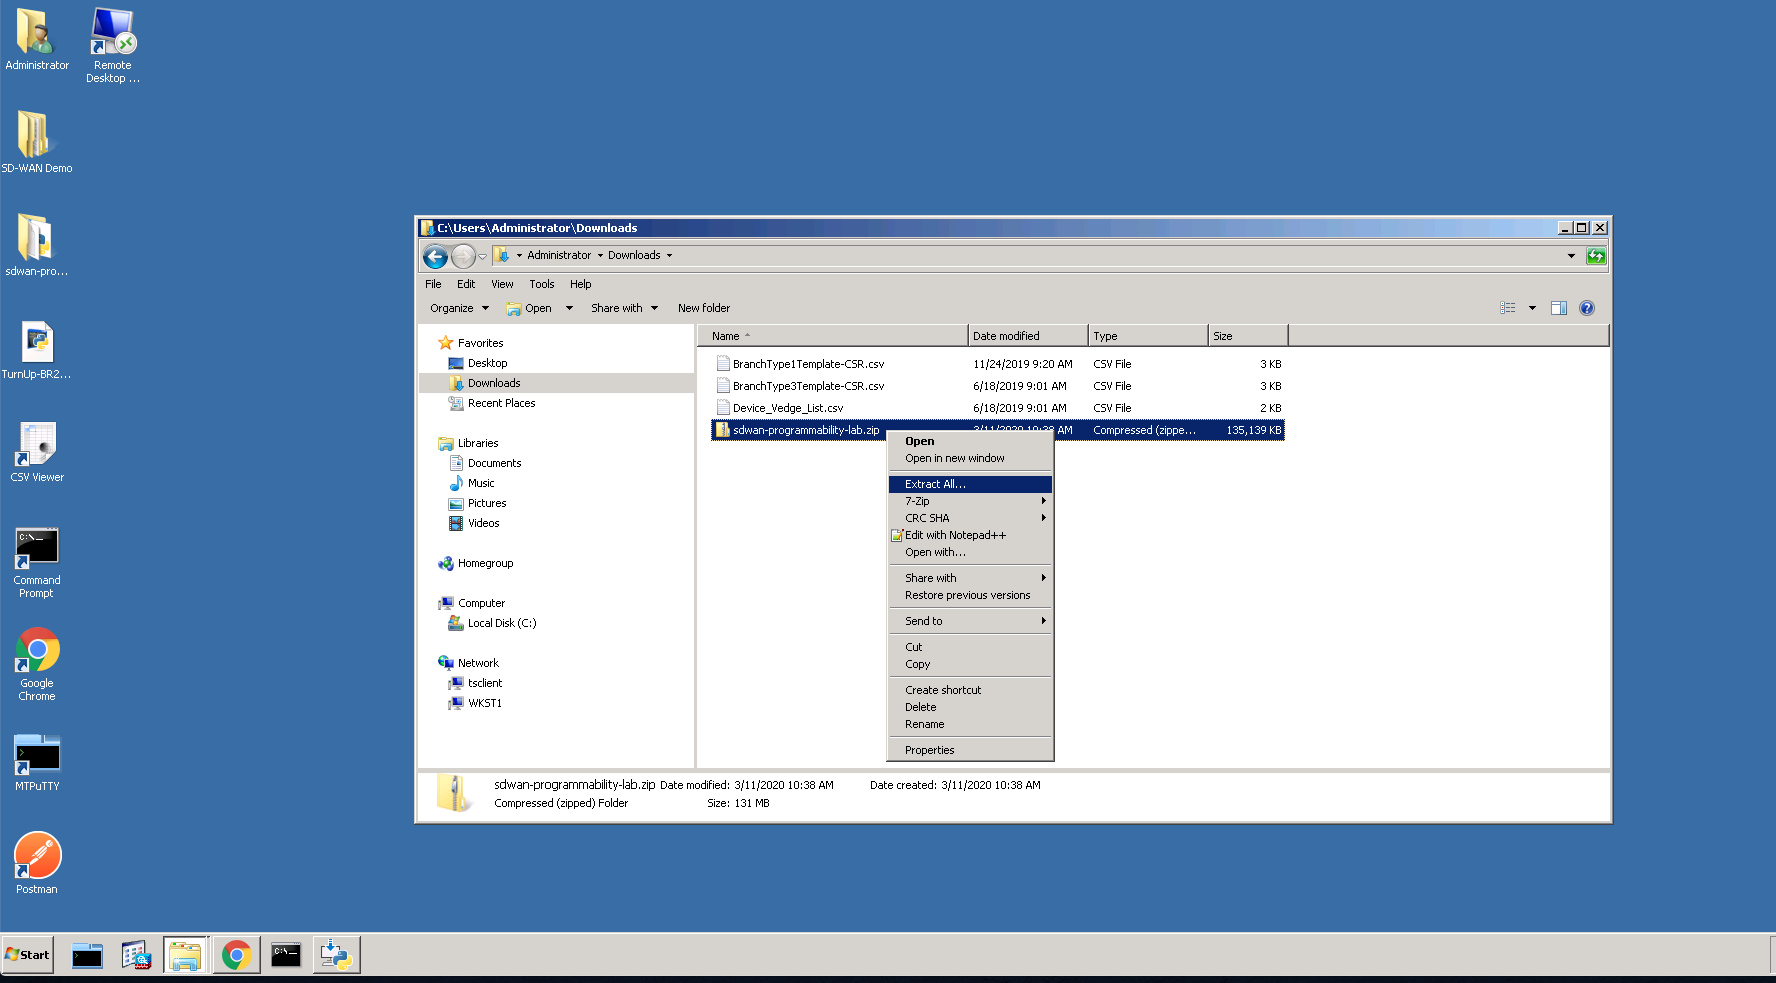 Administrator
Remote
Desktop ...
SD-WAN Demo
sdwan-pro...
TurnUp-BR2...
CSV Viewer
C:\_
Command
Prompt
Google
Chrome
MTPuTTY
Postman
C:\Users\Administrator\Downloads
Administrator Downloads
File Edit View Tools Help
Organize Open Share with New folder
Favorites
Desktop
Downloads
Recent Places
Libraries
Documents
Music
Pictures
Videos
Homegroup
Computer
Local Disk (C:)
Network
tsclient
WKST1
Name Date modified Type Size
BranchType1Template-CSR.csv 11/24/2019 9:20 AM CSV File 3 KB
BranchType3Template-CSR.csv 6/18/2019 9:01 AM CSV File 3 KB
Device_Vedge_List.csv 6/18/2019 9:01 AM CSV File 2 KB
sdwan-programmability-lab.zip 3/11/2020 10:38 AM Compressed (zippe... 135,139 KB
Open
Open in new window
Extract All...
7-Zip
CRC SHA
Edit with Notepad++
Open with...
Share with
Restore previous versions
Send to
Cut
Copy
Create shortcut
Delete
Rename
Properties
sdwan-programmability-lab.zip Date modified: 3/11/2020 10:38 AM Date created: 3/11/2020 10:38 AM
Compressed (zipped) Folder Size: 131 MB
Start
C:\_